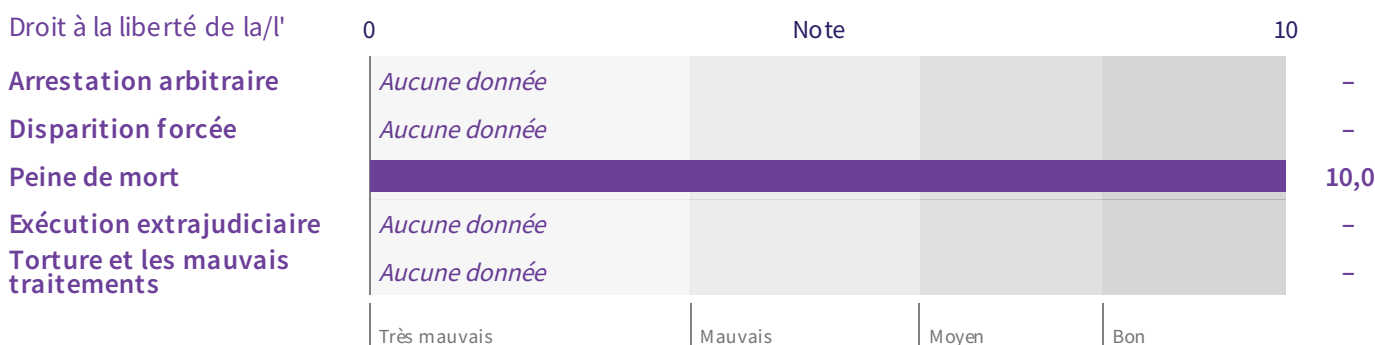 Droit à la liberté de la/l' 0 Note 10
Arrestation arbitraire Aucune donnée –
Disparition forcée Aucune donnée –
Peine de mort 10,0
Exécution extrajudiciaire Aucune donnée –
Torture et les mauvais
traitements Aucune donnée –
Très mauvais Mauvais Moyen Bon